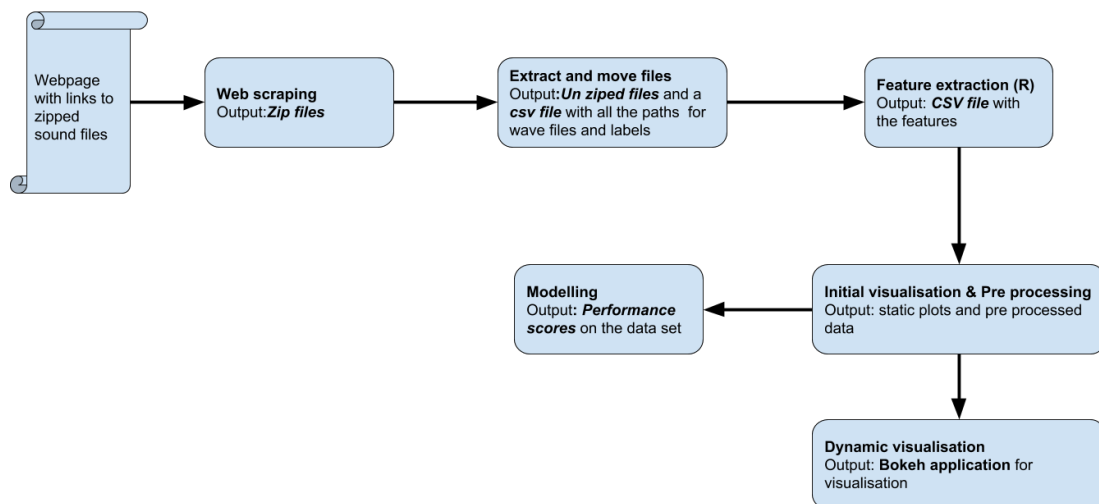 Webpage
with links to
zipped
sound files
Web scraping
Output:Zip files
Extract and move files
Output:Un ziped files and a
csv file with all the paths for
wave files and labels
Feature extraction (R)
Output: CSV file with
the features
Modelling
Output: Performance
scores on the data set
Initial visualisation & Pre processing
Output: static plots and pre processed
data
Dynamic visualisation
Output: Bokeh application for
visualisation